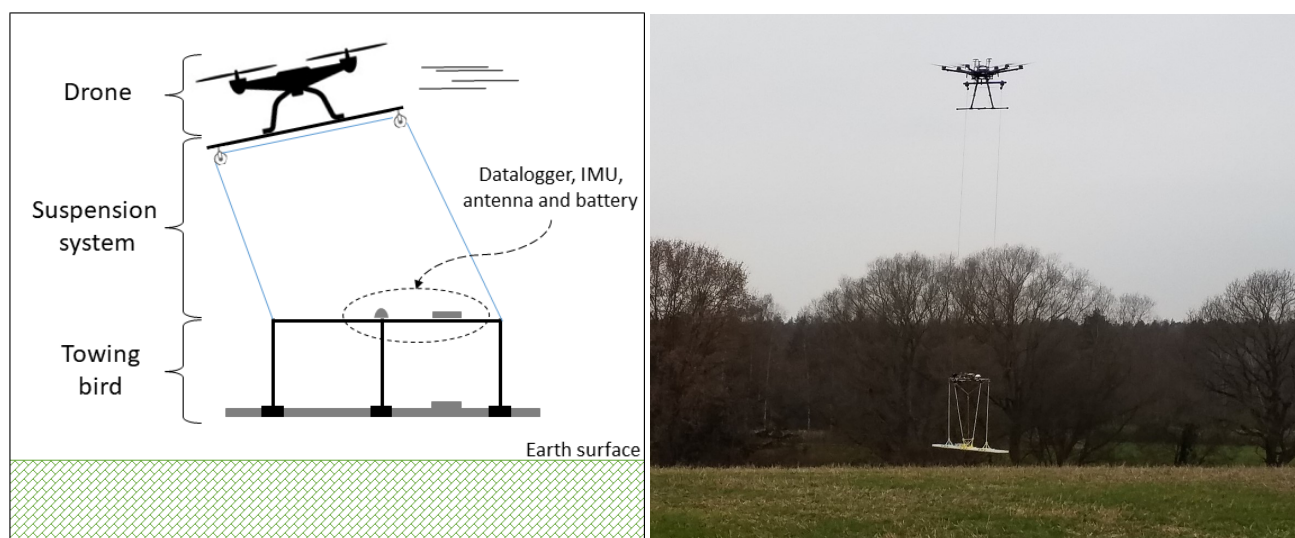 Drone
Suspension
system
Datalogger, IMU,
antenna and battery
Towing
bird
Earth surface